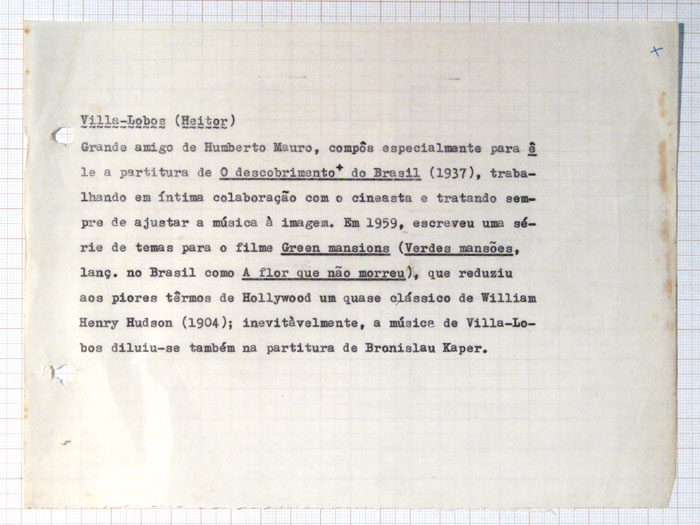 Villa-Lobos (Heitor)
Grande amigo de Humberto Mauro, compôs especialmente para ê
le a partitura de O descobrimento+ do Brasil (1937), traba-
lhando em íntima colaboração com o cineasta e tratando sem-
pre de ajustar a música à imagem. Em 1959, escreveu uma sé-
rie de temas para o filme Green mansions (Verdes mansões,
lanç. no Brasil como A flor que não morreu), que reduziu
aos piores têrmos de Hollywood um quase clássico de William
Henry Hudson (1904); inevitàvelmente, a música de Villa-Lo-
bos diluiu-se também na partitura de Bronislau Kaper.